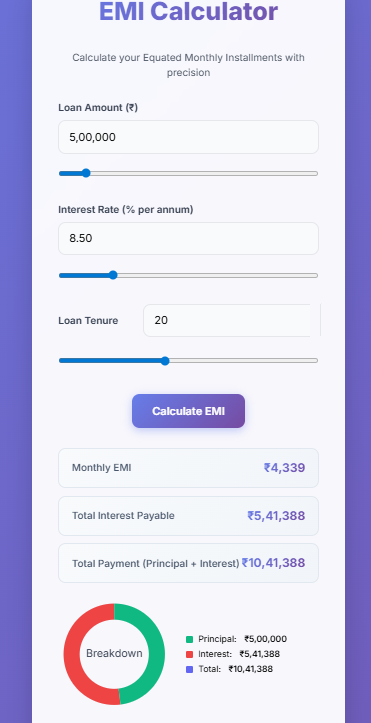 EMI Calculator
Calculate your Equated Monthly Installments with
precision
Loan Amount (₹)
5,00,000
Interest Rate (% per annum)
8.50
Loan Tenure
20
Calculate EMI
Monthly EMI
₹4,339
Total Interest Payable
₹5,41,388
Total Payment (Principal + Interest)
₹10,41,388
Breakdown
Principal: ₹5,00,000
Interest: ₹5,41,388
Total: ₹10,41,388